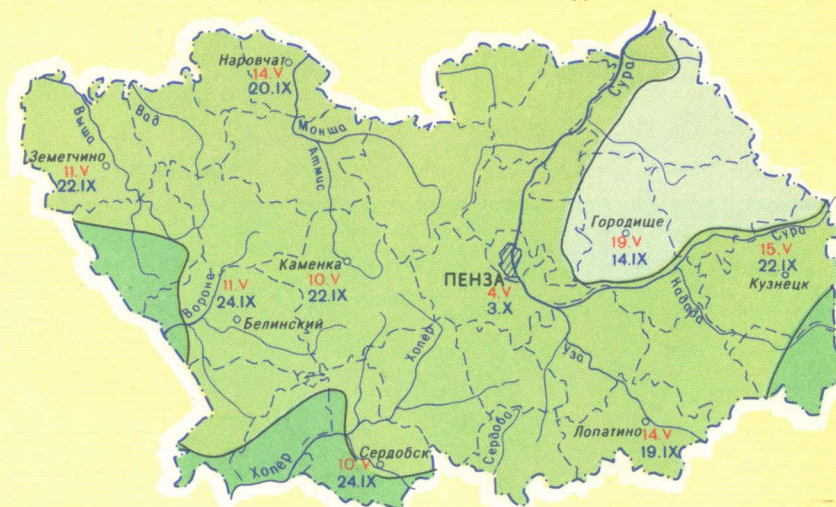 Наровчат
14.V
20.IX
Сура
Выша
Вад
Мокша
Атмис
Земетчино
11.V
22.IX
Городище
19.V
14.IX
Сура
15.V
22.IX
Кузнецк
Кадада
Каменка
10.V
22.IX
ПЕНЗА
4.V
3.X
11.V
24.IX
Ворона
Белинский
Хопёр
Уза
Сердоба
Лопатино
14.V
19.IX
Хопёр
Сердобск
10.V
24.IX